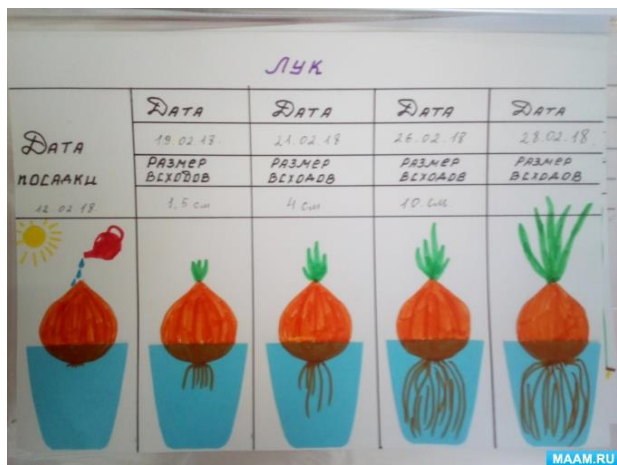 ЛУК
ДАТА ПОСАДКИ
12.02.18
ДАТА
19.02.18.
РАЗМЕР ВСХОДОВ
1,5 см
ДАТА
21.02.18
РАЗМЕР ВСХОДОВ
4 см
ДАТА
26.02.18
РАЗМЕР ВСХОДОВ
10 см.
ДАТА
28.02.18.
РАЗМЕР ВСХОДОВ
MAAM.RU